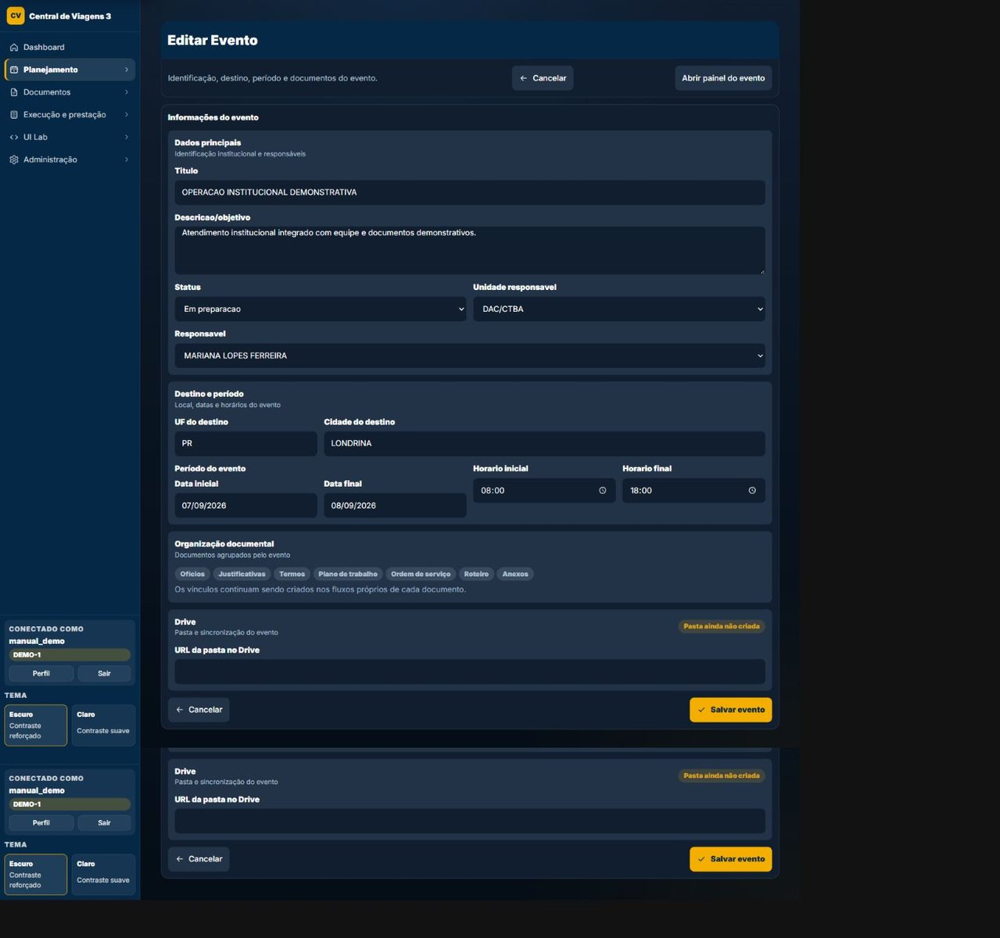 CV Central de Viagens 3
Dashboard
Planejamento
Documentos
Execução e prestação
UI Lab
Administração
CONECTADO COMO
manual_demo
DEMO-1
Perfil Sair
TEMA
Escuro
Contraste
reforçado
Claro
Contraste suave
CONECTADO COMO
manual_demo
DEMO-1
Perfil Sair
TEMA
Escuro
Contraste
reforçado
Claro
Contraste suave
Editar Evento
Identificação, destino, período e documentos do evento.
← Cancelar
Abrir painel do evento
Informações do evento
Dados principais
Identificação institucional e responsáveis
Titulo
OPERACAO INSTITUCIONAL DEMONSTRATIVA
Descricao/objetivo
Atendimento institucional integrado com equipe e documentos demonstrativos.
Status Unidade responsavel
Em preparacao DAC/CTBA
Responsavel
MARIANA LOPES FERREIRA
Destino e período
Local, datas e horários do evento
UF do destino Cidade do destino
PR LONDRINA
Período do evento Horario inicial Horario final
Data inicial Data final
08:00 18:00
07/09/2026 08/09/2026
Organização documental
Documentos agrupados pelo evento
Ofícios Justificativas Termos Plano de trabalho Ordem de serviço Roteiro Anexos
Os vínculos continuam sendo criados nos fluxos próprios de cada documento.
Drive
Pasta e sincronização do evento
Pasta ainda não criada
URL da pasta no Drive
← Cancelar ✓ Salvar evento
Drive
Pasta e sincronização do evento
Pasta ainda não criada
URL da pasta no Drive
← Cancelar ✓ Salvar evento